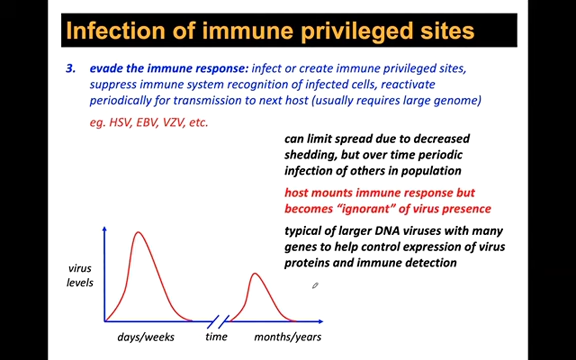 Infection of immune privileged sites
3. evade the immune response: infect or create immune privileged sites,
suppress immune system recognition of infected cells, reactivate
periodically for transmission to next host (usually requires large genome)
eg. HSV, EBV, VZV, etc.
can limit spread due to decreased
shedding, but over time periodic
infection of others in population
host mounts immune response but
becomes “ignorant” of virus presence
typical of larger DNA viruses with many
genes to help control expression of virus
proteins and immune detection
virus
levels
days/weeks time months/years